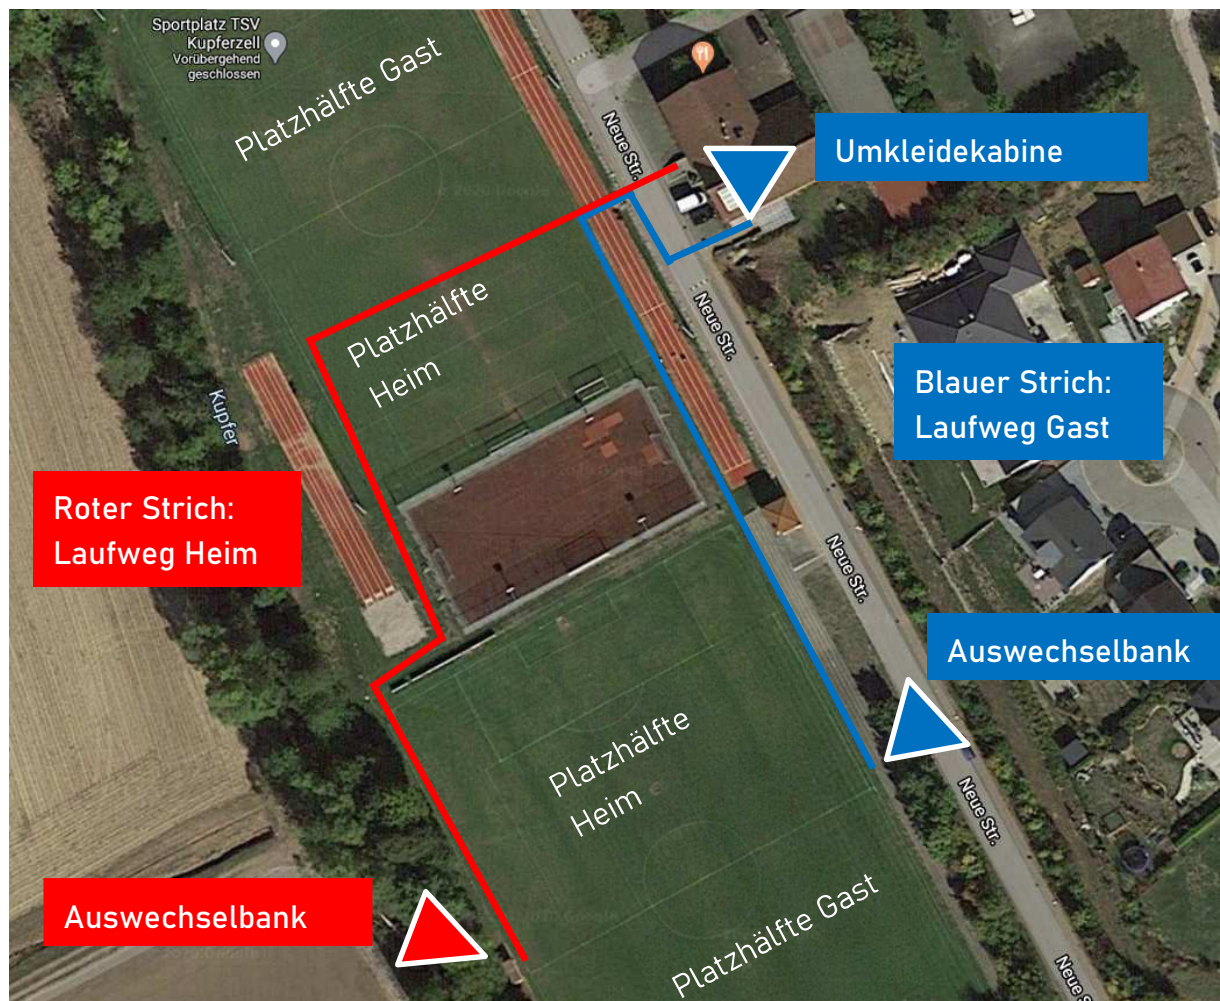 Sportplatz TSV
Kupferzell
Vorübergehend
geschlossen
Platzhälfte Gast
Neue Str.
Umkleidekabine
Platzhälfte
Heim
Neue Str.
Kupfer
Blauer Strich:
Laufweg Gast
Roter Strich:
Laufweg Heim
Neue Str.
Auswechselbank
Platzhälfte
Heim
Neue Str.
Auswechselbank
Platzhälfte Gast
Neue S